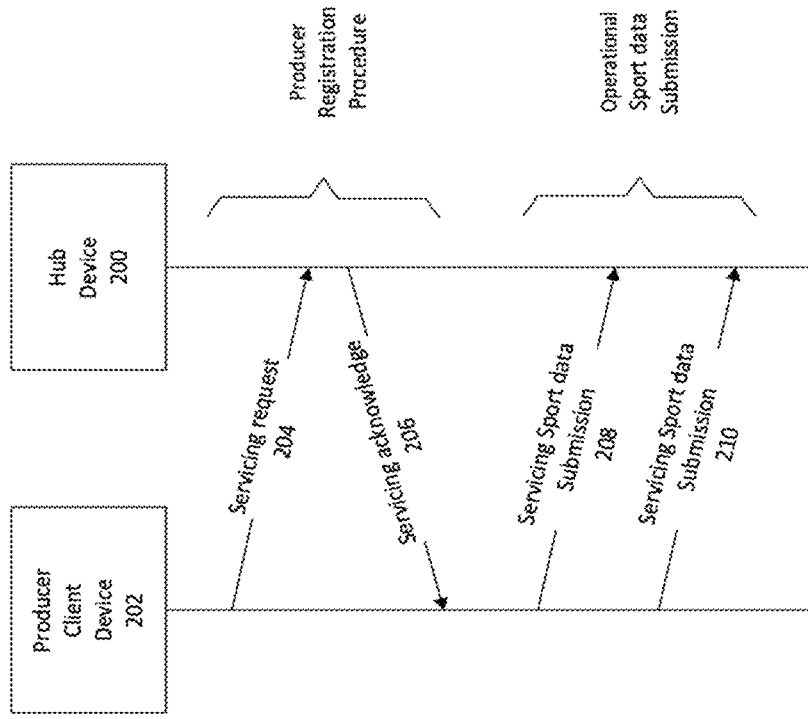 Producer
Client
Device
202
Hub
Device
200
Servicing request
204
Servicing acknowledge
206
Producer
Registration
Procedure
Servicing Sport data
Submission
208
Servicing Sport data
Submission
210
Operational
Sport data
Submission